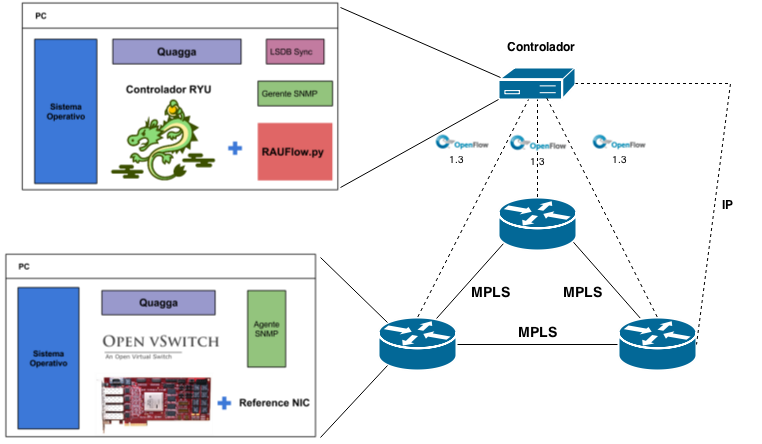 PC
Sistema
Operativo
Quagga
LSDB Sync
Controlador RYU
Gerente SNMP
RAUFlow.py
Controlador
OpenFlow
1.3
OpenFlow
1.3
OpenFlow
1.3
IP
MPLS
MPLS
MPLS
PC
Sistema
Operativo
Quagga
Agente
SNMP
OPEN VSWITCH
An Open Virtual Switch
Reference NIC